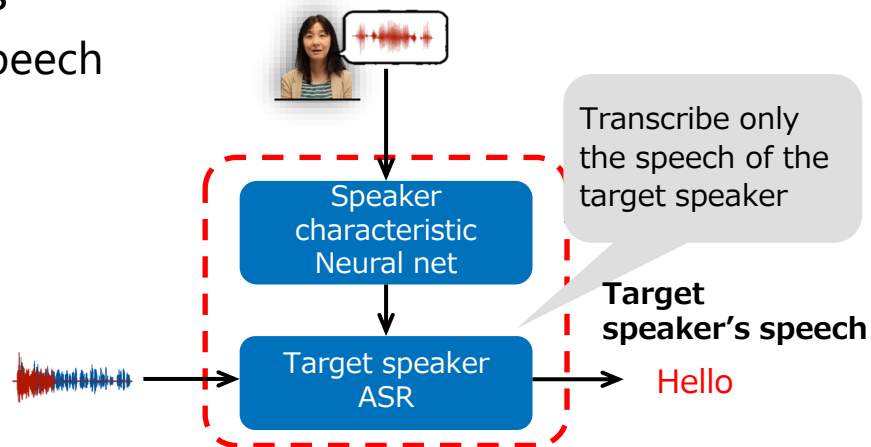 peech
Transcribe only
the speech of the
target speaker
Speaker
characteristic
Neural net
Target
speaker’s speech
Target speaker
ASR
Hello